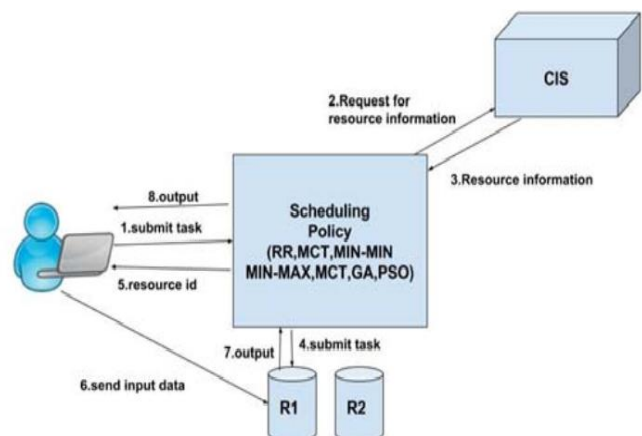 CIS
2.Request for
resource information
3.Resource information
8.output
1.submit task
5.resource id
Scheduling
Policy
(RR,MCT,MIN-MIN
MIN-MAX,MCT,GA,PSO)
7.output
4.submit task
6.send input data
R1
R2